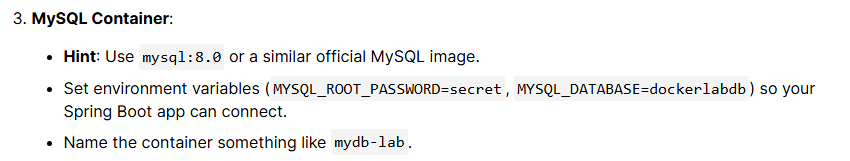 3. MySQL Container:
• Hint: Use mysql:8.0 or a similar official MySQL image.
• Set environment variables (MYSQL_ROOT_PASSWORD=secret, MYSQL_DATABASE=dockerlabdb) so your
Spring Boot app can connect.
• Name the container something like mydb-lab.